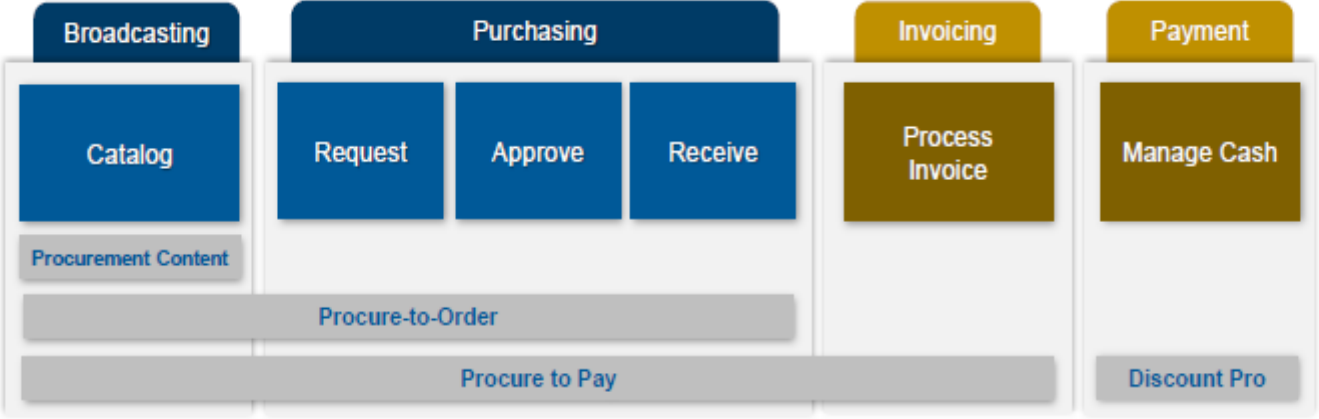 Broadcasting
Purchasing
Invoicing
Payment
Catalog
Request
Approve
Receive
Process
Invoice
Manage Cash
Procurement Content
Procure-to-Order
Procure to Pay
Discount Pro